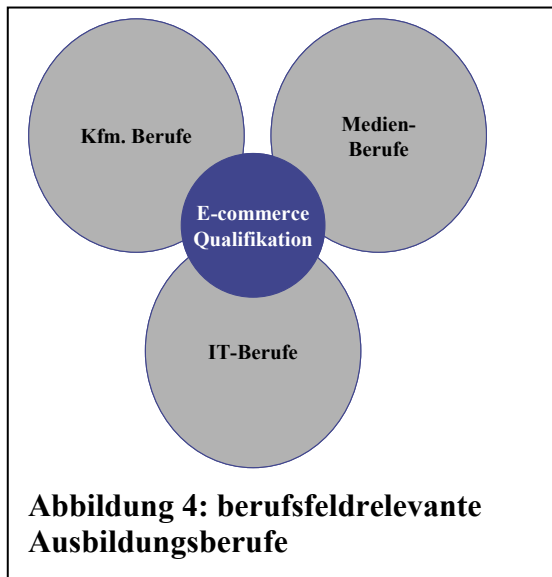 Kfm. Berufe
Medien-
Berufe
E-commerce
Qualifikation
IT-Berufe
Abbildung 4: berufsfeldrelevante
Ausbildungsberufe